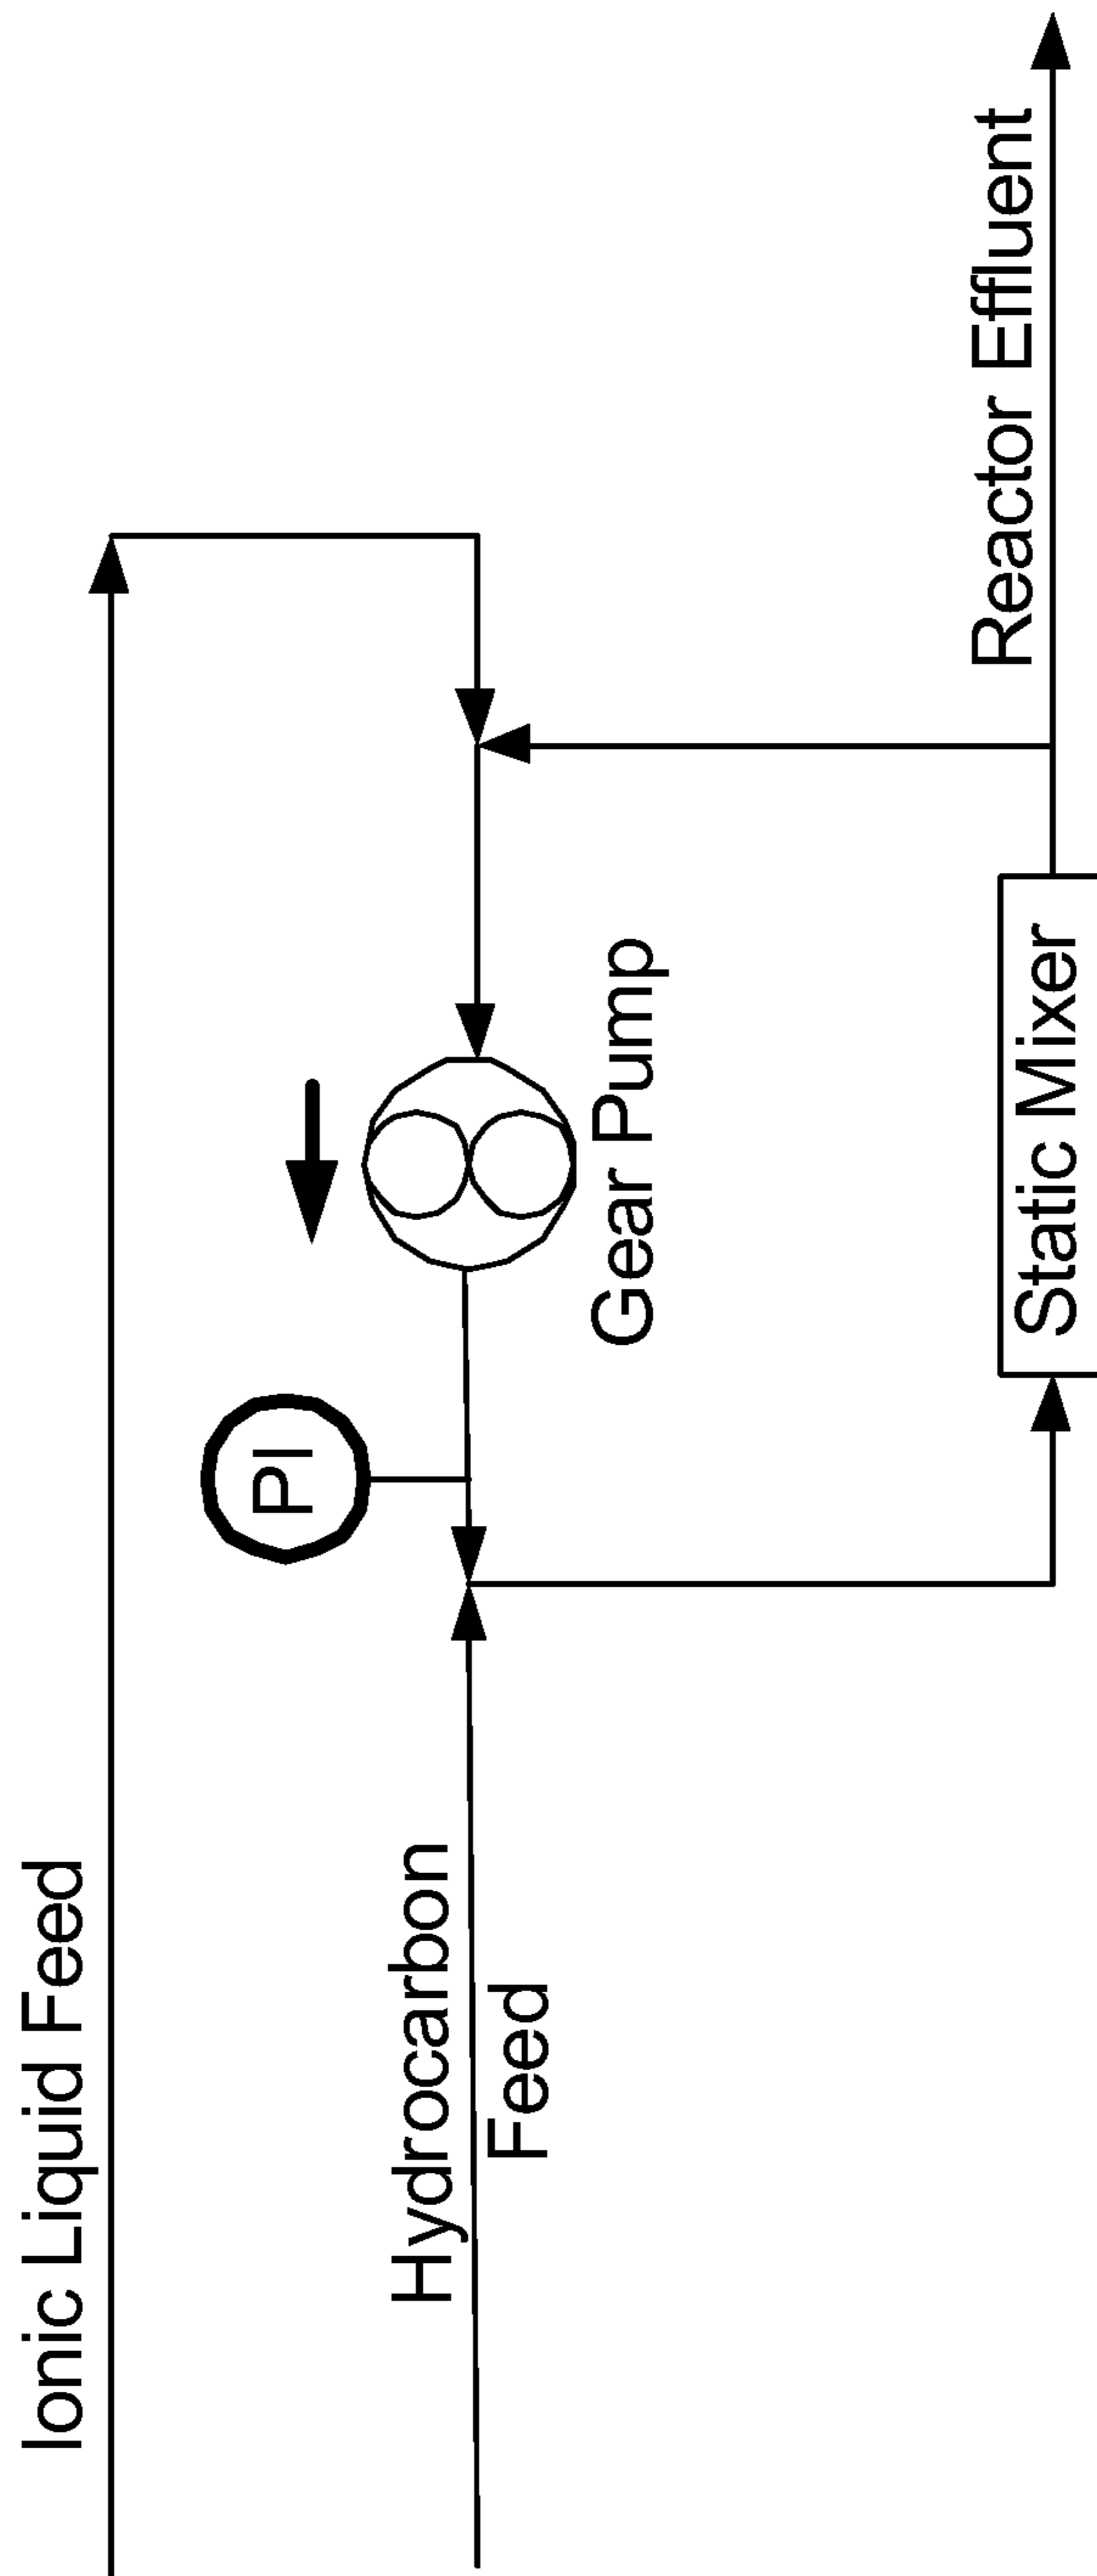 Ionic Liquid Feed
PI
Hydrocarbon
Feed
Gear Pump
Static Mixer
Reactor Effluent